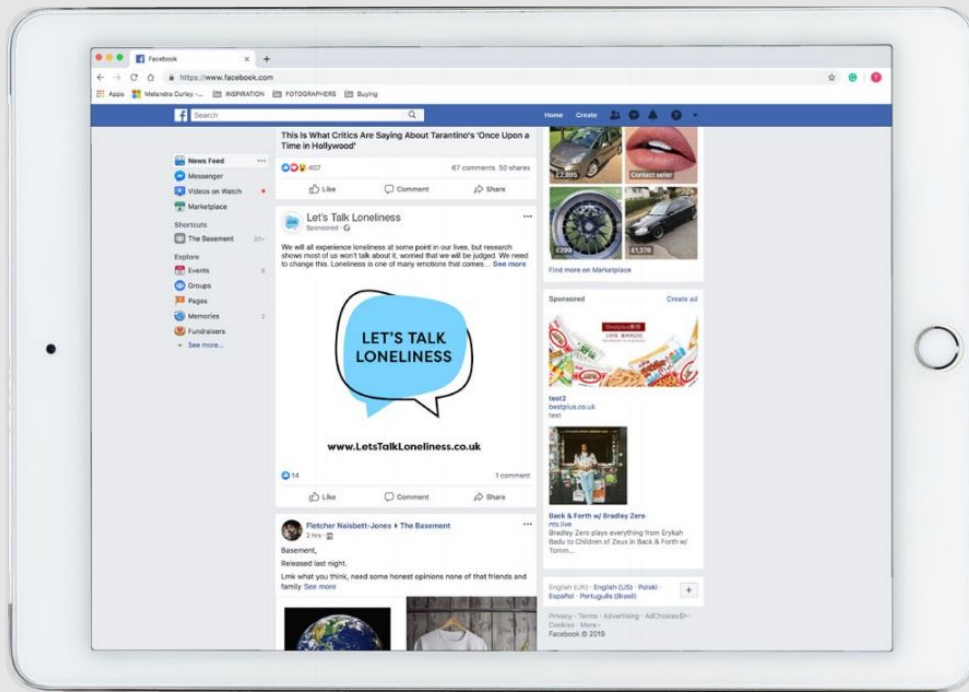 Facebook
https://www.facebook.com
Apps
INSPIRATION
FOTOGRAPHERS
Buying
Search
Home
Create
News Feed
Messenger
Videos on Watch
Marketplace
Shortcuts
The Basement
20+
Explore
Events
6
Groups
Pages
Memories
2
Fundraisers
See more...
This Is What Critics Are Saying About Tarantino's 'Once Upon a
Time in Hollywood'
407
67 comments 50 shares
Like
Comment
Share
Let's Talk Loneliness
Sponsored ·
We will all experience loneliness at some point in our lives, but research
shows most of us won't talk about it, worried that we will be judged. We need
to change this. Loneliness is one of many emotions that comes... See more
LET'S TALK
LONELINESS
www.LetsTalkLoneliness.co.uk
14
1 comment
Like
Comment
Share
Fletcher Naisbett-Jones ▸ The Basement
2 hrs ·
Basement,
Released last night.
Lmk what you think, need some honest opinions none of that friends and
family See more
£2,895
Contact seller
£299
Find more on Marketplace
Sponsored
Create ad
Bestplus
test2
bestplus.co.uk
test
Back & Forth w/ Bradley Zero
nts.live
Bradley Zero plays everything from Erykah
Badu to Children of Zeus in Back & Forth w/
Tomm...
English (UK) · English (US) · Polski ·
Español · Português (Brasil)
Privacy · Terms · Advertising · AdChoices ·
Cookies · More
Facebook © 2019